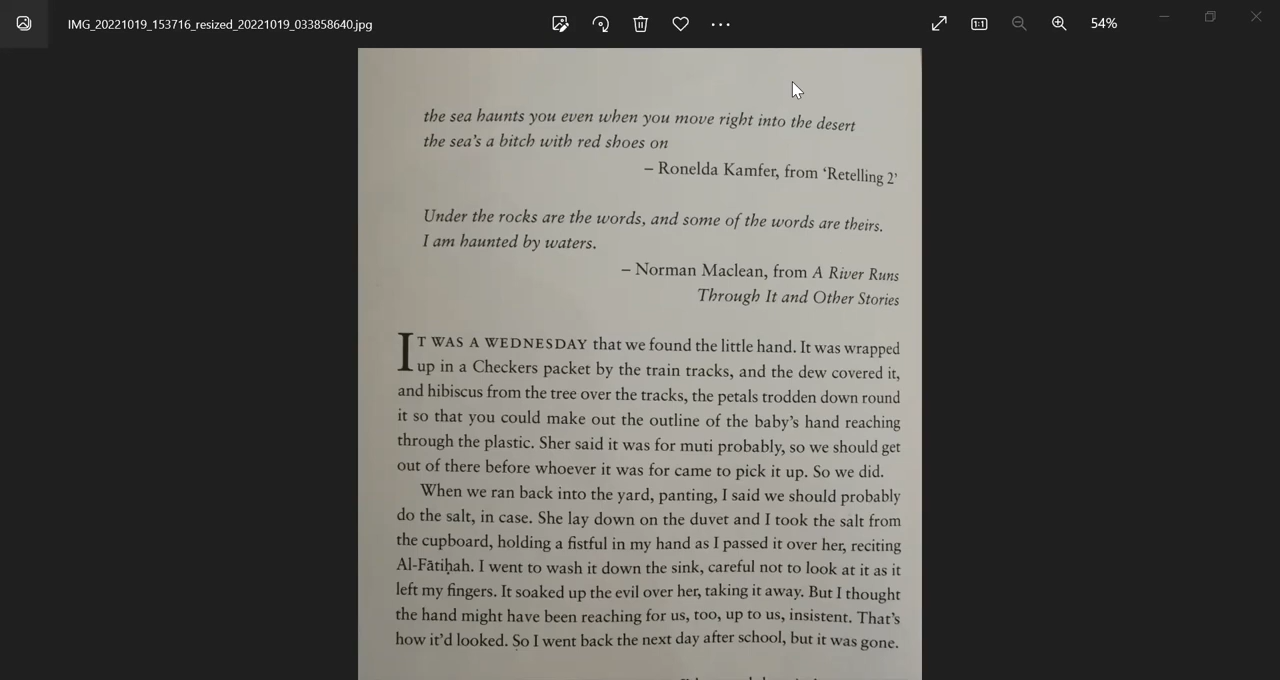 IMG_20221019_153716_resized_20221019_033858640.jpg
54%
the sea haunts you even when you move right into the desert
the sea's a bitch with red shoes on
– Ronelda Kamfer, from 'Retelling 2'
Under the rocks are the words, and some of the words are theirs.
I am haunted by waters.
– Norman Maclean, from A River Runs
Through It and Other Stories
IT WAS A WEDNESDAY that we found the little hand. It was wrapped
up in a Checkers packet by the train tracks, and the dew covered it,
and hibiscus from the tree over the tracks, the petals trodden down round
it so that you could make out the outline of the baby's hand reaching
through the plastic. Sher said it was for muti probably, so we should get
out of there before whoever it was for came to pick it up. So we did.
When we ran back into the yard, panting, I said we should probably
do the salt, in case. She lay down on the duvet and I took the salt from
the cupboard, holding a fistful in my hand as I passed it over her, reciting
Al-Fātiḥah. I went to wash it down the sink, careful not to look at it as it
left my fingers. It soaked up the evil over her, taking it away. But I thought
the hand might have been reaching for us, too, up to us, insistent. That's
how it'd looked. So I went back the next day after school, but it was gone.